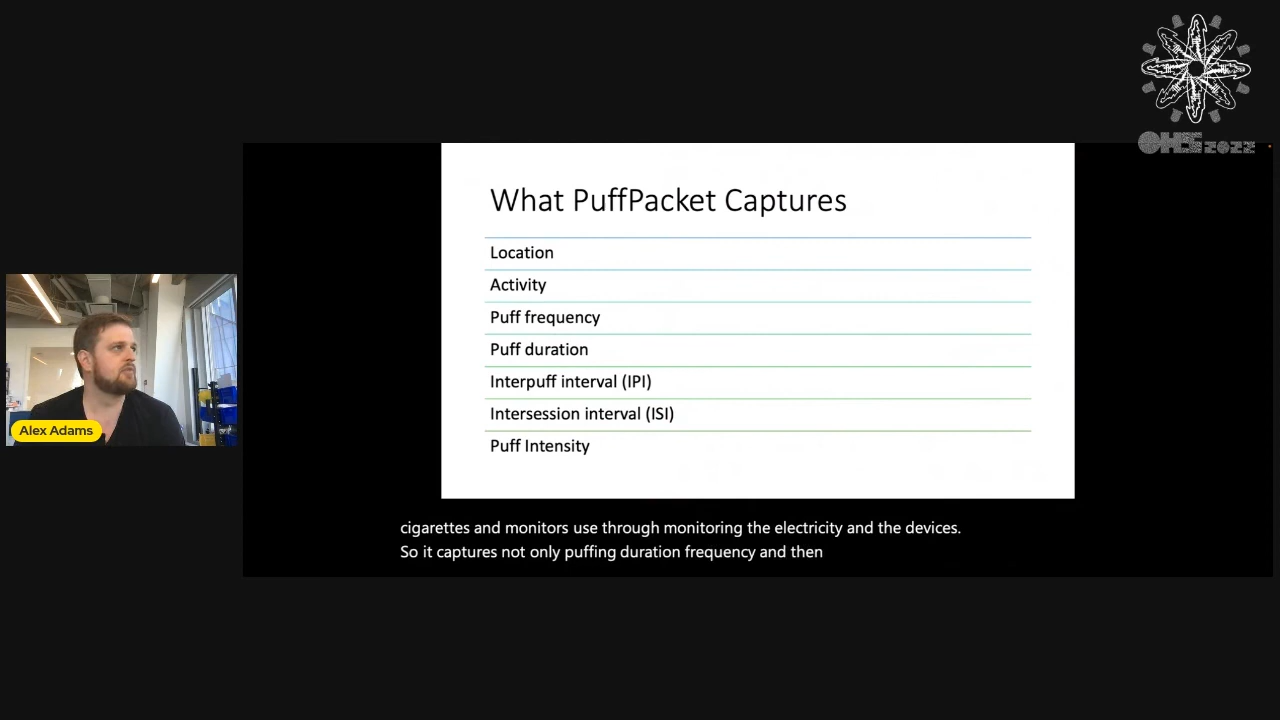 OHS2022
What PuffPacket Captures
Location
Activity
Puff frequency
Puff duration
Interpuff interval (IPI)
Intersession interval (ISI)
Puff Intensity
Alex Adams
cigarettes and monitors use through monitoring the electricity and the devices.
So it captures not only puffing duration frequency and then